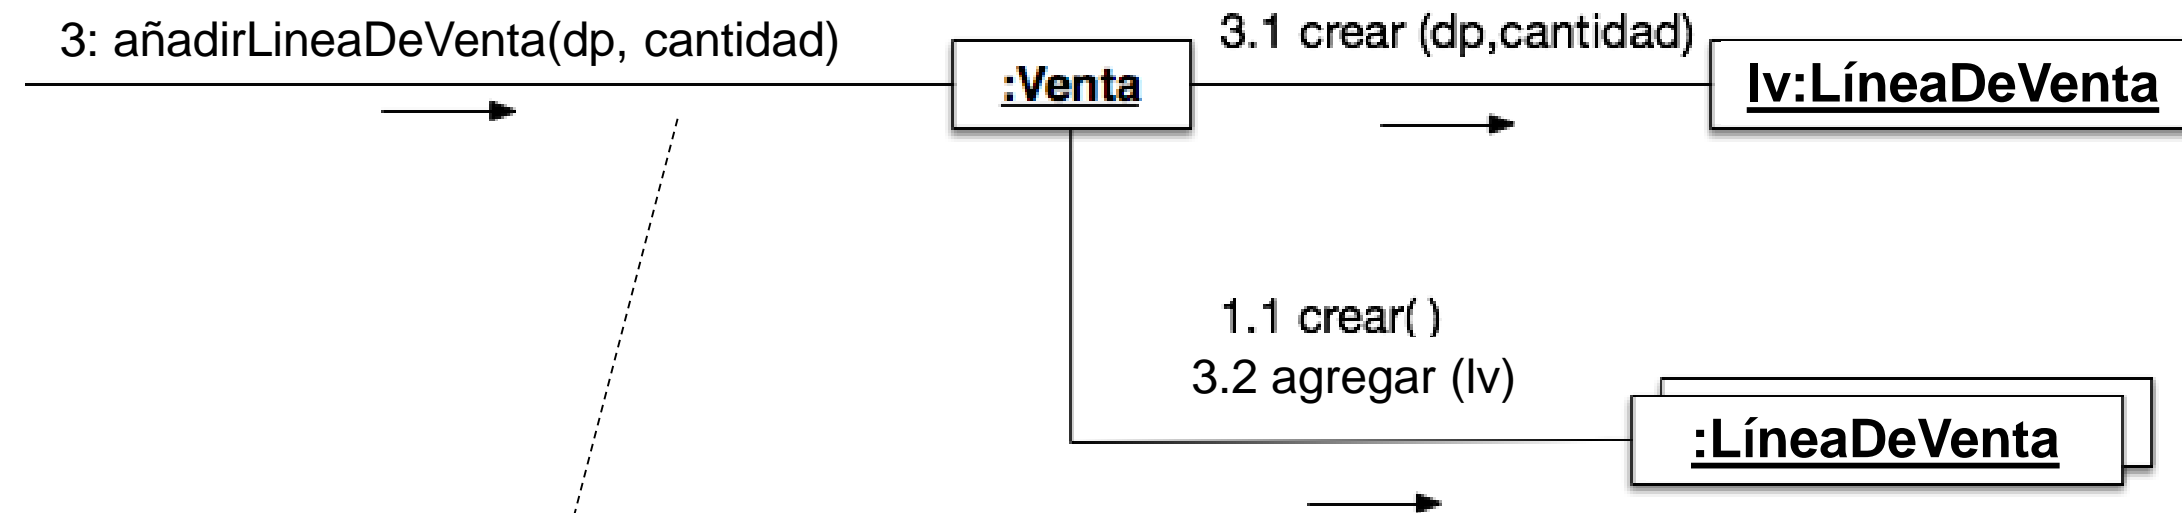 3: añadirLineaDeVenta(dp, cantidad)
3.1 crear (dp,cantidad)
:Venta
lv:LíneaDeVenta
1.1 crear( )
3.2 agregar (lv)
:LíneaDeVenta